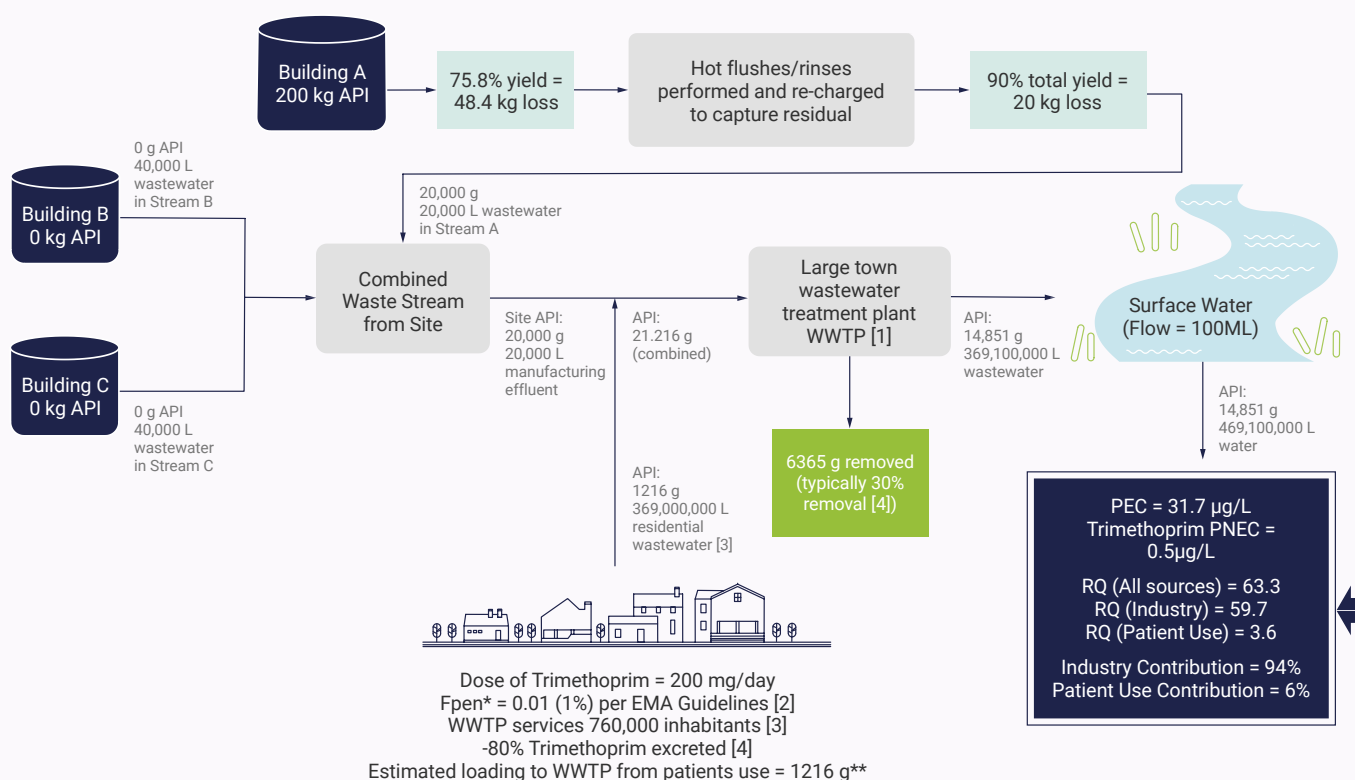 Building A
200 kg API
75.8% yield =
48.4 kg loss
Hot flushes/rinses
performed and re-charged
to capture residual
90% total yield =
20 kg loss
0 g API
40,000 L
wastewater
in Stream B
Building B
0 kg API
20,000 g
20,000 L wastewater
in Stream A
Combined
Waste Stream
from Site
Large town
wastewater
treatment plant
WWTP [1]
Surface Water
(Flow = 100ML)
Site API:
20,000 g
20,000 L
manufacturing
effluent
API:
21.216 g
(combined)
API:
14,851 g
369,100,000 L
wastewater
Building C
0 kg API
0 g API
40,000 L
wastewater
in Stream C
API:
14,851 g
469,100,000 L
water
6365 g removed
(typically 30%
removal [4])
API:
1216 g
369,000,000 L
residential
wastewater [3]
PEC = 31.7 µg/L
Trimethoprim PNEC =
0.5µg/L
RQ (All sources) = 63.3
RQ (Industry) = 59.7
RQ (Patient Use) = 3.6
Industry Contribution = 94%
Patient Use Contribution = 6%
Dose of Trimethoprim = 200 mg/day
Fpen* = 0.01 (1%) per EMA Guidelines [2]
WWTP services 760,000 inhabitants [3]
-80% Trimethoprim excreted [4]
Estimated loading to WWTP from patients use = 1216 g**